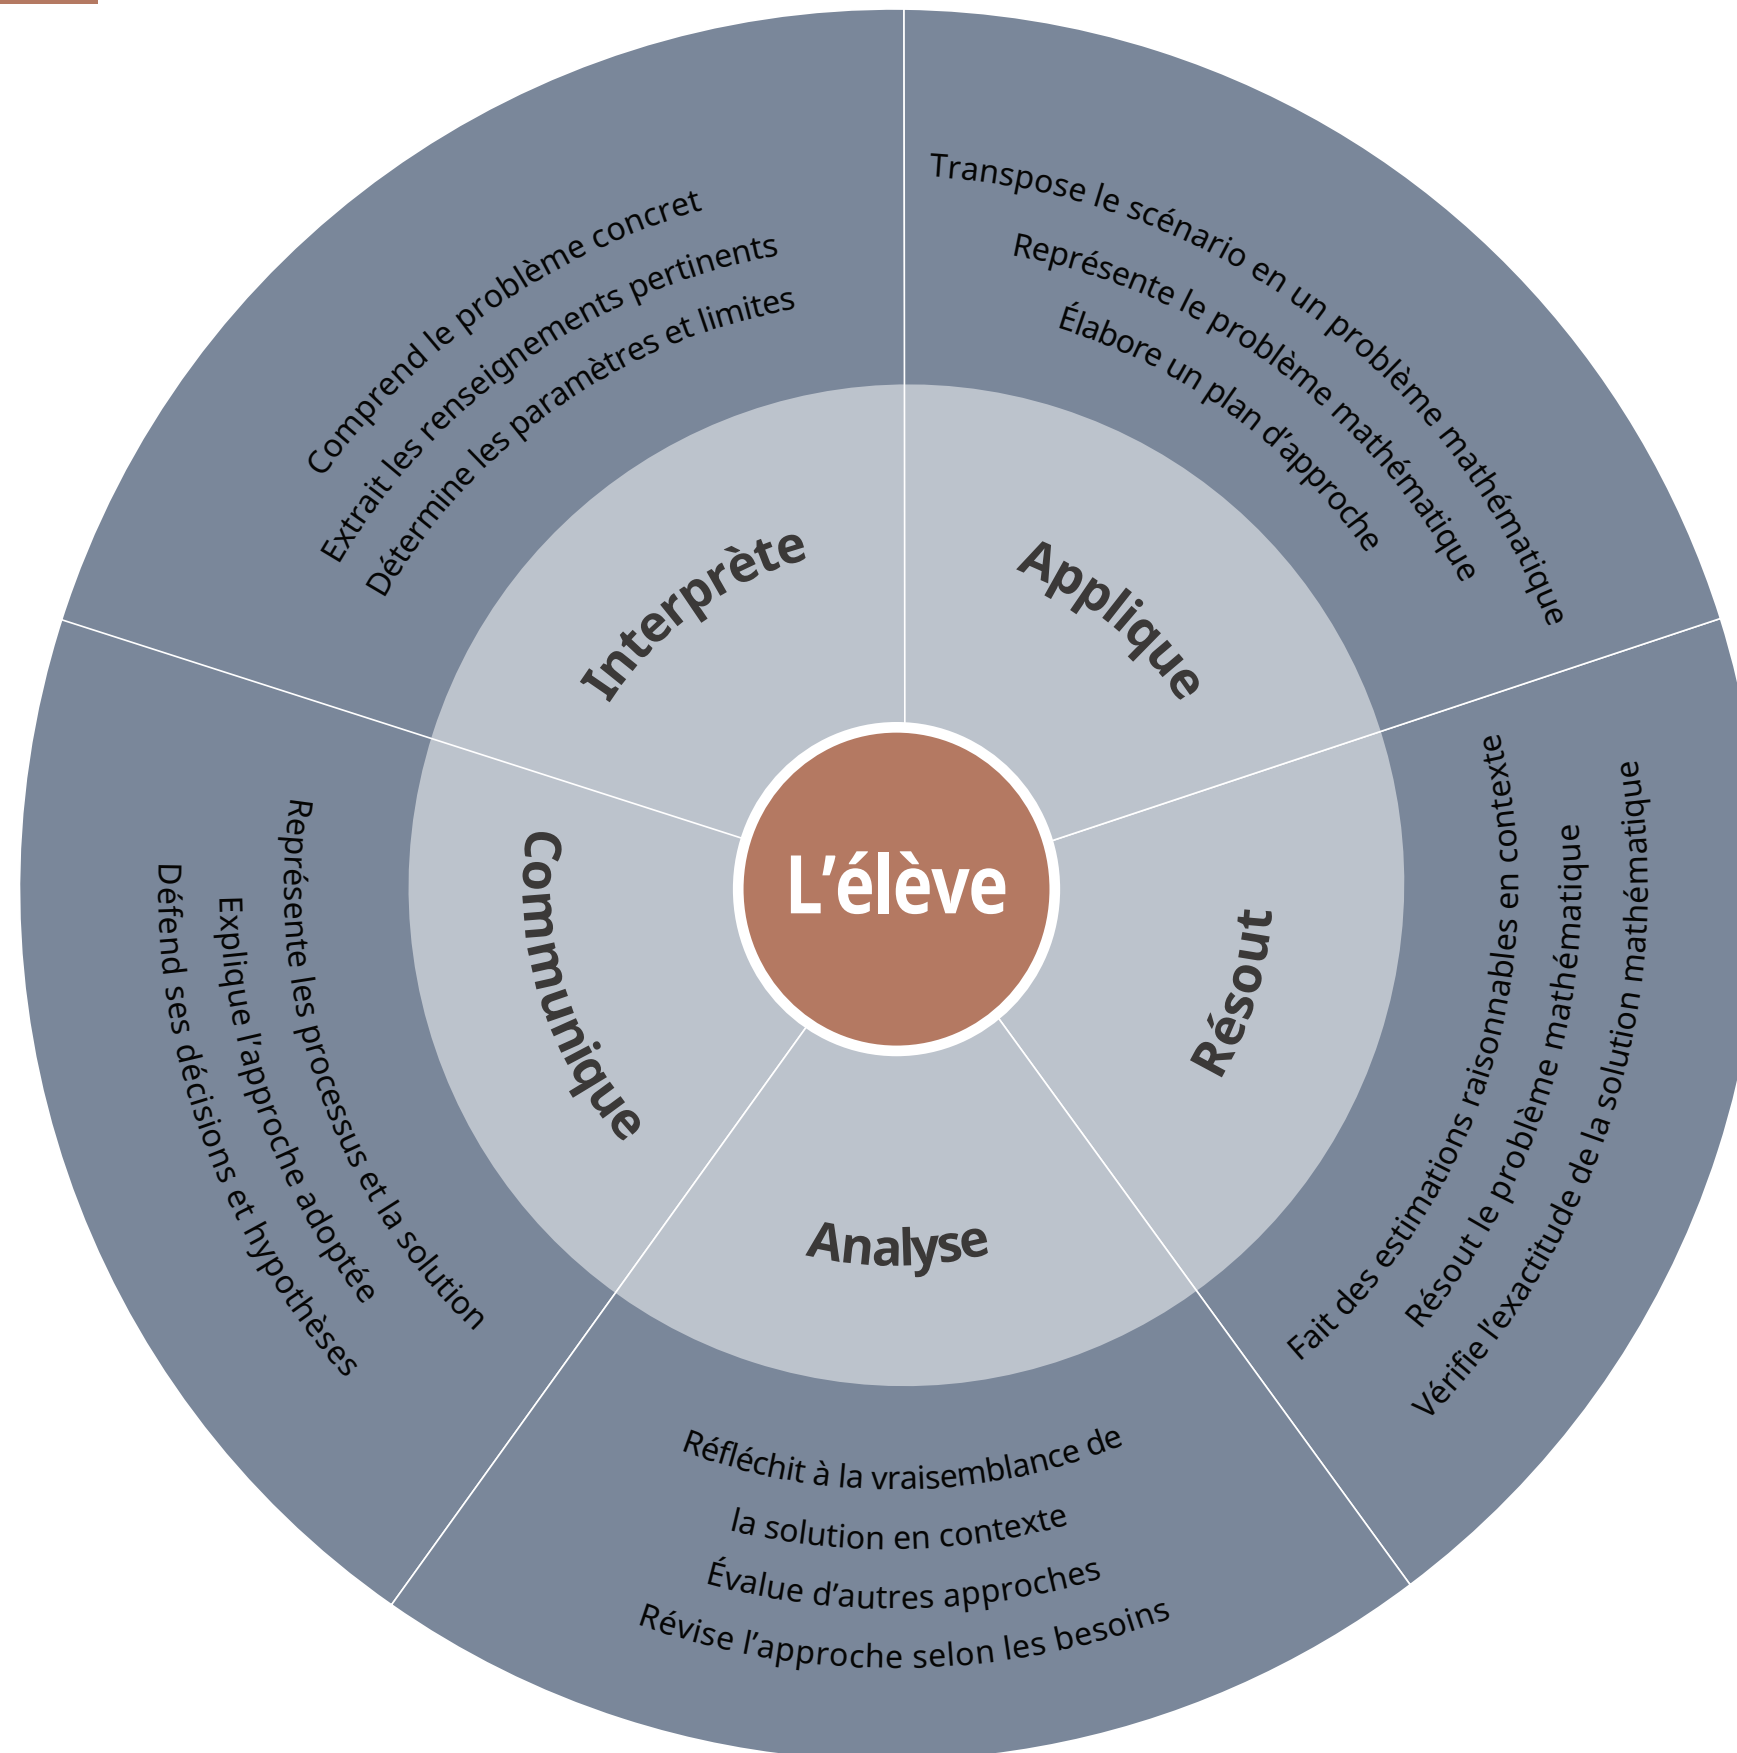 L’élève
Interprète
Comprend le problème concret
Extrait les renseignements pertinents
Détermine les paramètres et limites
Applique
Transpose le scénario en un problème mathématique
Représente le problème mathématique
Élabore un plan d’approche
Résout
Fait des estimations raisonnables en contexte
Résout le problème mathématique
Vérifie l’exactitude de la solution mathématique
Analyse
Réfléchit à la vraisemblance de
la solution en contexte
Évalue d’autres approches
Révise l’approche selon les besoins
Communique
Représente les processus et la solution
Explique l’approche adoptée
Défend ses décisions et hypothèses